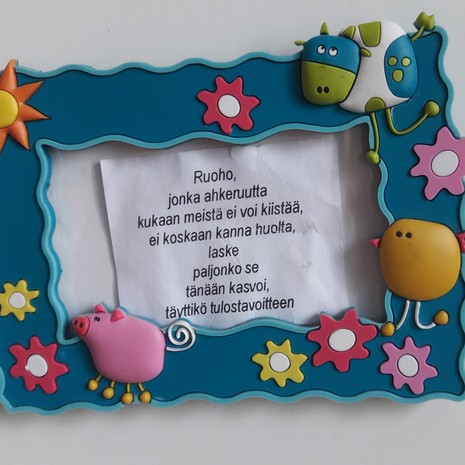 Ruoho,
jonka ahkeruutta
kukaan meistä ei voi kiistää,
ei koskaan kanna huolta,
laske
paljonko se
tänään kasvoi,
täyttikö tulostavoitteen